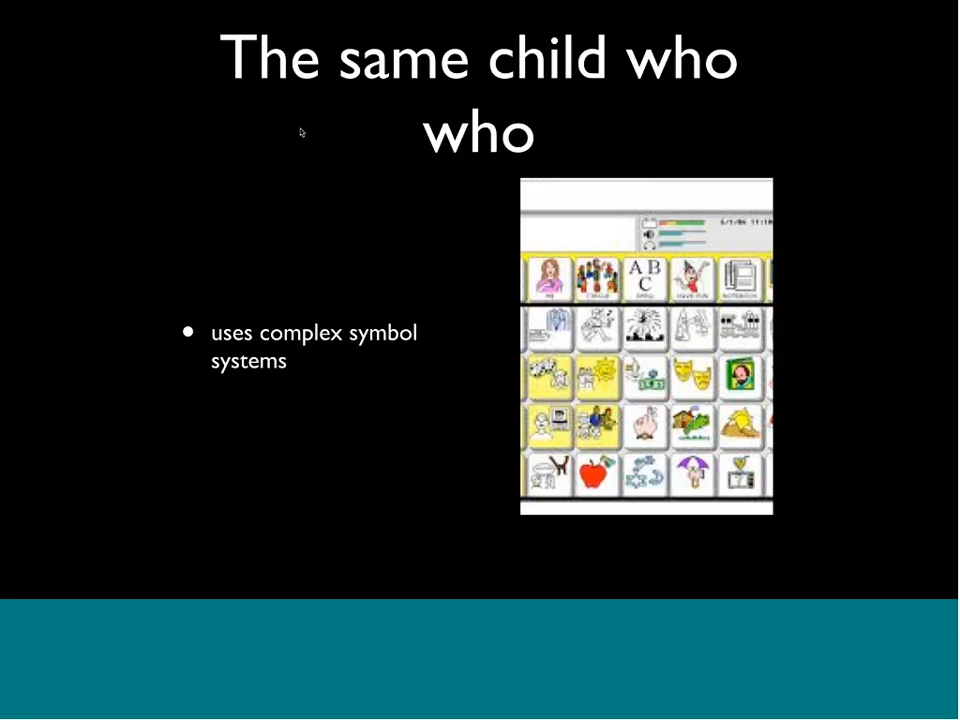 The same child who
who
• uses complex symbol
systems
A B
C